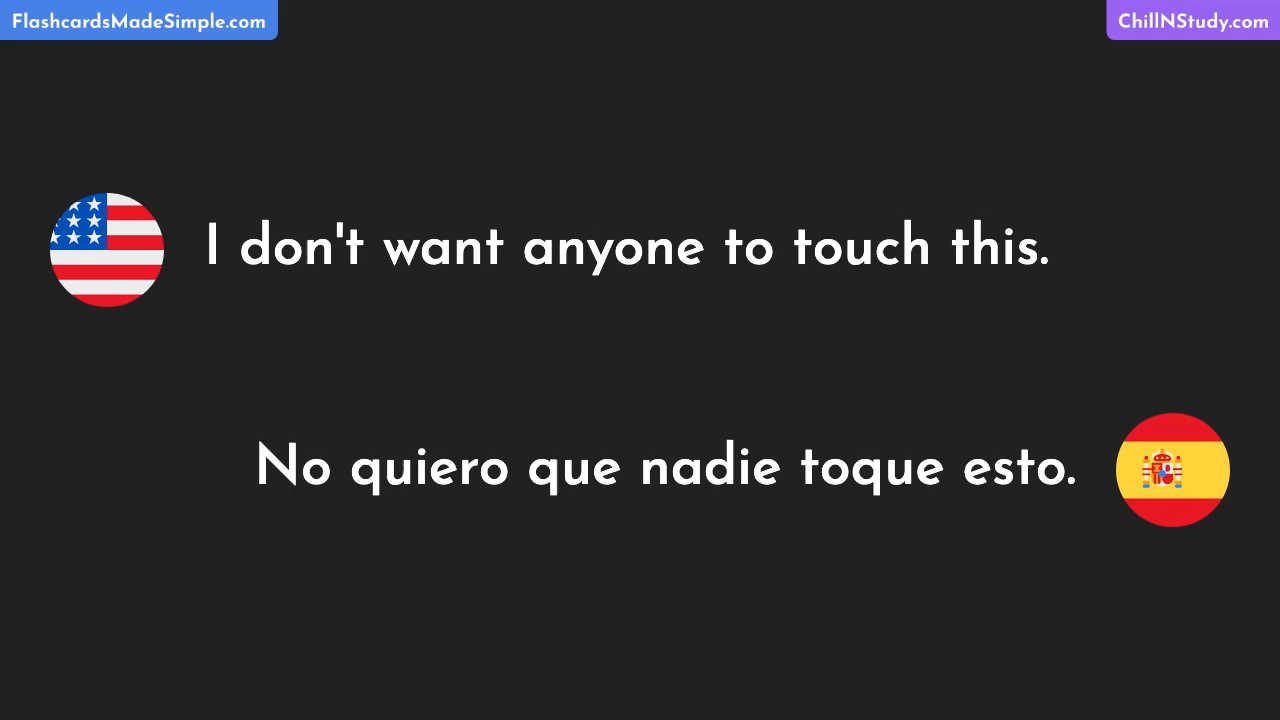 FlashcardsMadeSimple.com
ChillNStudy.com
I don't want anyone to touch this.
No quiero que nadie toque esto.